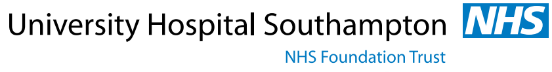 University Hospital Southampton NHS
NHS Foundation Trust